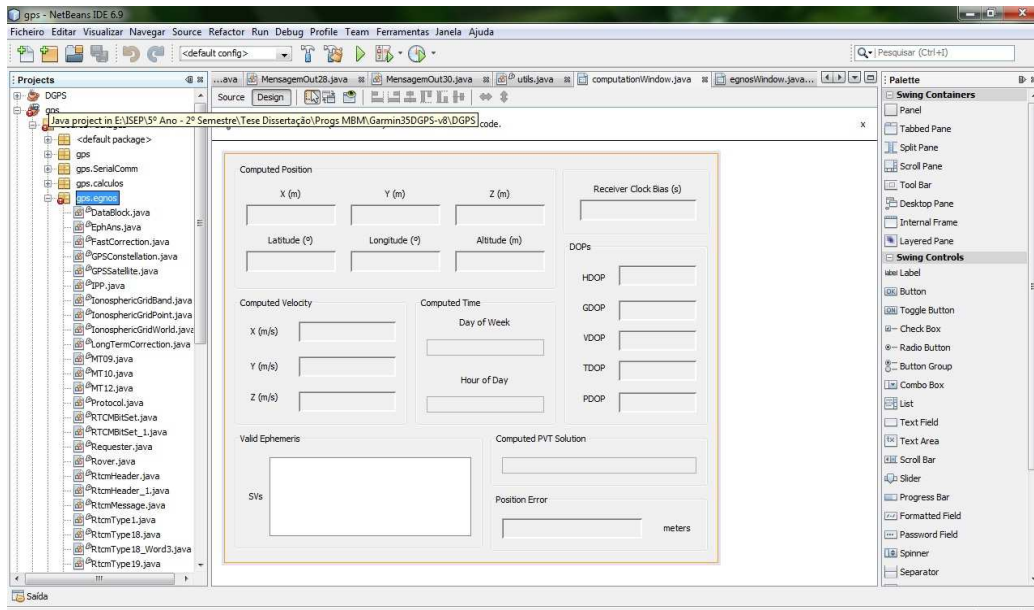 gps - NetBeans IDE 6.9
Ficheiro Editar Visualizar Navegar Source Refactor Run Debug Profile Team Ferramentas Janela Ajuda
<default config>
Pesquisar (Ctrl+I)
Projects
DGPS
gps
Java project in E:\ISEP\5º Ano - 2º Semestre\Tese Dissertação\Progs MBM\Garmin35DGPS-v8\DGPS
<default package>
gps
gps.SerialComm
gps.calculos
gps.egnos
DataBlock.java
EphAns.java
FastCorrection.java
GPSConstellation.java
GPSSatellite.java
IPP.java
IonosphericGridBand.java
IonosphericGridPoint.java
IonosphericGridWorld.java
LongTermCorrection.java
MT09.java
MT10.java
MT12.java
Protocol.java
RTCMBitSet.java
RTCMBitSet_1.java
Requester.java
Rover.java
RtcmHeader.java
RtcmHeader_1.java
RtcmMessage.java
RtcmType1.java
RtcmType18.java
RtcmType18_Word3.java
RtcmType19.java
...ava MensagemOut28.java MensagemOut30.java utils.java computationWindow.java egnosWindow.java...
Source Design
code.
x
Computed Position
X (m) Y (m) Z (m)
Latitude (º) Longitude (º) Altitude (m)
Receiver Clock Bias (s)
DOPs
HDOP
GDOP
VDOP
TDOP
PDOP
Computed Velocity
X (m/s)
Y (m/s)
Z (m/s)
Computed Time
Day of Week
Hour of Day
Valid Ephemeris
SVs
Computed PVT Solution
Position Error
meters
Palette
Swing Containers
Panel
Tabbed Pane
Split Pane
Scroll Pane
Tool Bar
Desktop Pane
Internal Frame
Layered Pane
Swing Controls
label Label
OK Button
ON Toggle Button
Check Box
Radio Button
Button Group
Combo Box
List
Text Field
Text Area
Scroll Bar
Slider
Progress Bar
Formatted Field
Password Field
Spinner
Separator
Saída